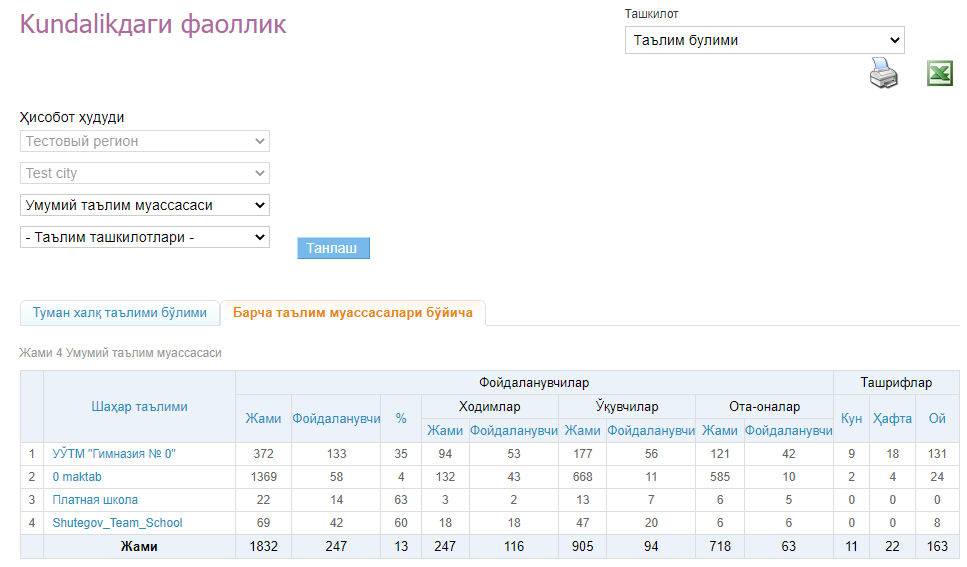 Kundalikдаги фаоллик
Ташкилот
Таълим булими
Ҳисобот ҳудуди
Тестовый регион
Test city
Умумий таълим муассасаси
- Таълим ташкилотлари -
Танлаш
Туман халқ таълими бўлими Барча таълим муассасалари бўйича
Жами 4 Умумий таълим муассасаси
Шаҳар таълими Фойдаланувчилар Ташрифлар
Жами Фойдаланувчи % Ходимлар Ўқувчилар Ота-оналар Кун Ҳафта Ой
Жами Фойдаланувчи Жами Фойдаланувчи Жами Фойдаланувчи
1 УЎТМ "Гимназия № 0" 372 133 35 94 53 177 56 121 42 9 18 131
2 0 maktab 1369 58 4 132 43 668 11 585 10 2 4 24
3 Платная школа 22 14 63 3 2 13 7 6 5 0 0 0
4 Shutegov_Team_School 69 42 60 18 18 47 20 6 6 0 0 8
Жами 1832 247 13 247 116 905 94 718 63 11 22 163